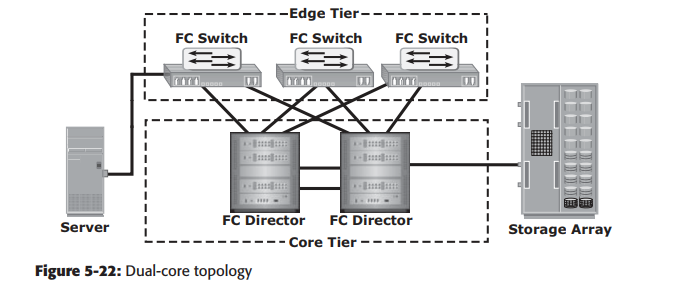 Edge Tier
FC Switch FC Switch FC Switch
Server
FC Director FC Director
Core Tier
Storage Array
Figure 5-22: Dual-core topology